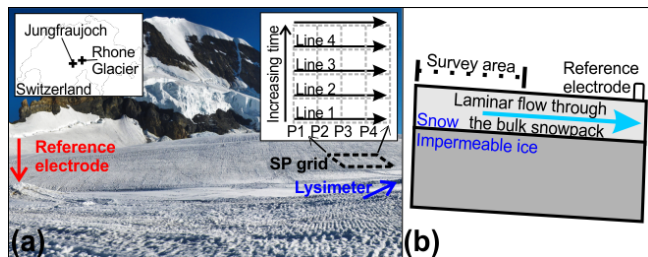 Jungfraujoch
Rhone
Glacier
Switzerland
Increasing time
Line 4
Line 3
Line 2
Line 1
P1 P2 P3 P4
SP grid
Lysimeter
Reference
electrode
(a)
Survey area
Reference
electrode
Laminar flow through
the bulk snowpack
Snow
Impermeable ice
(b)